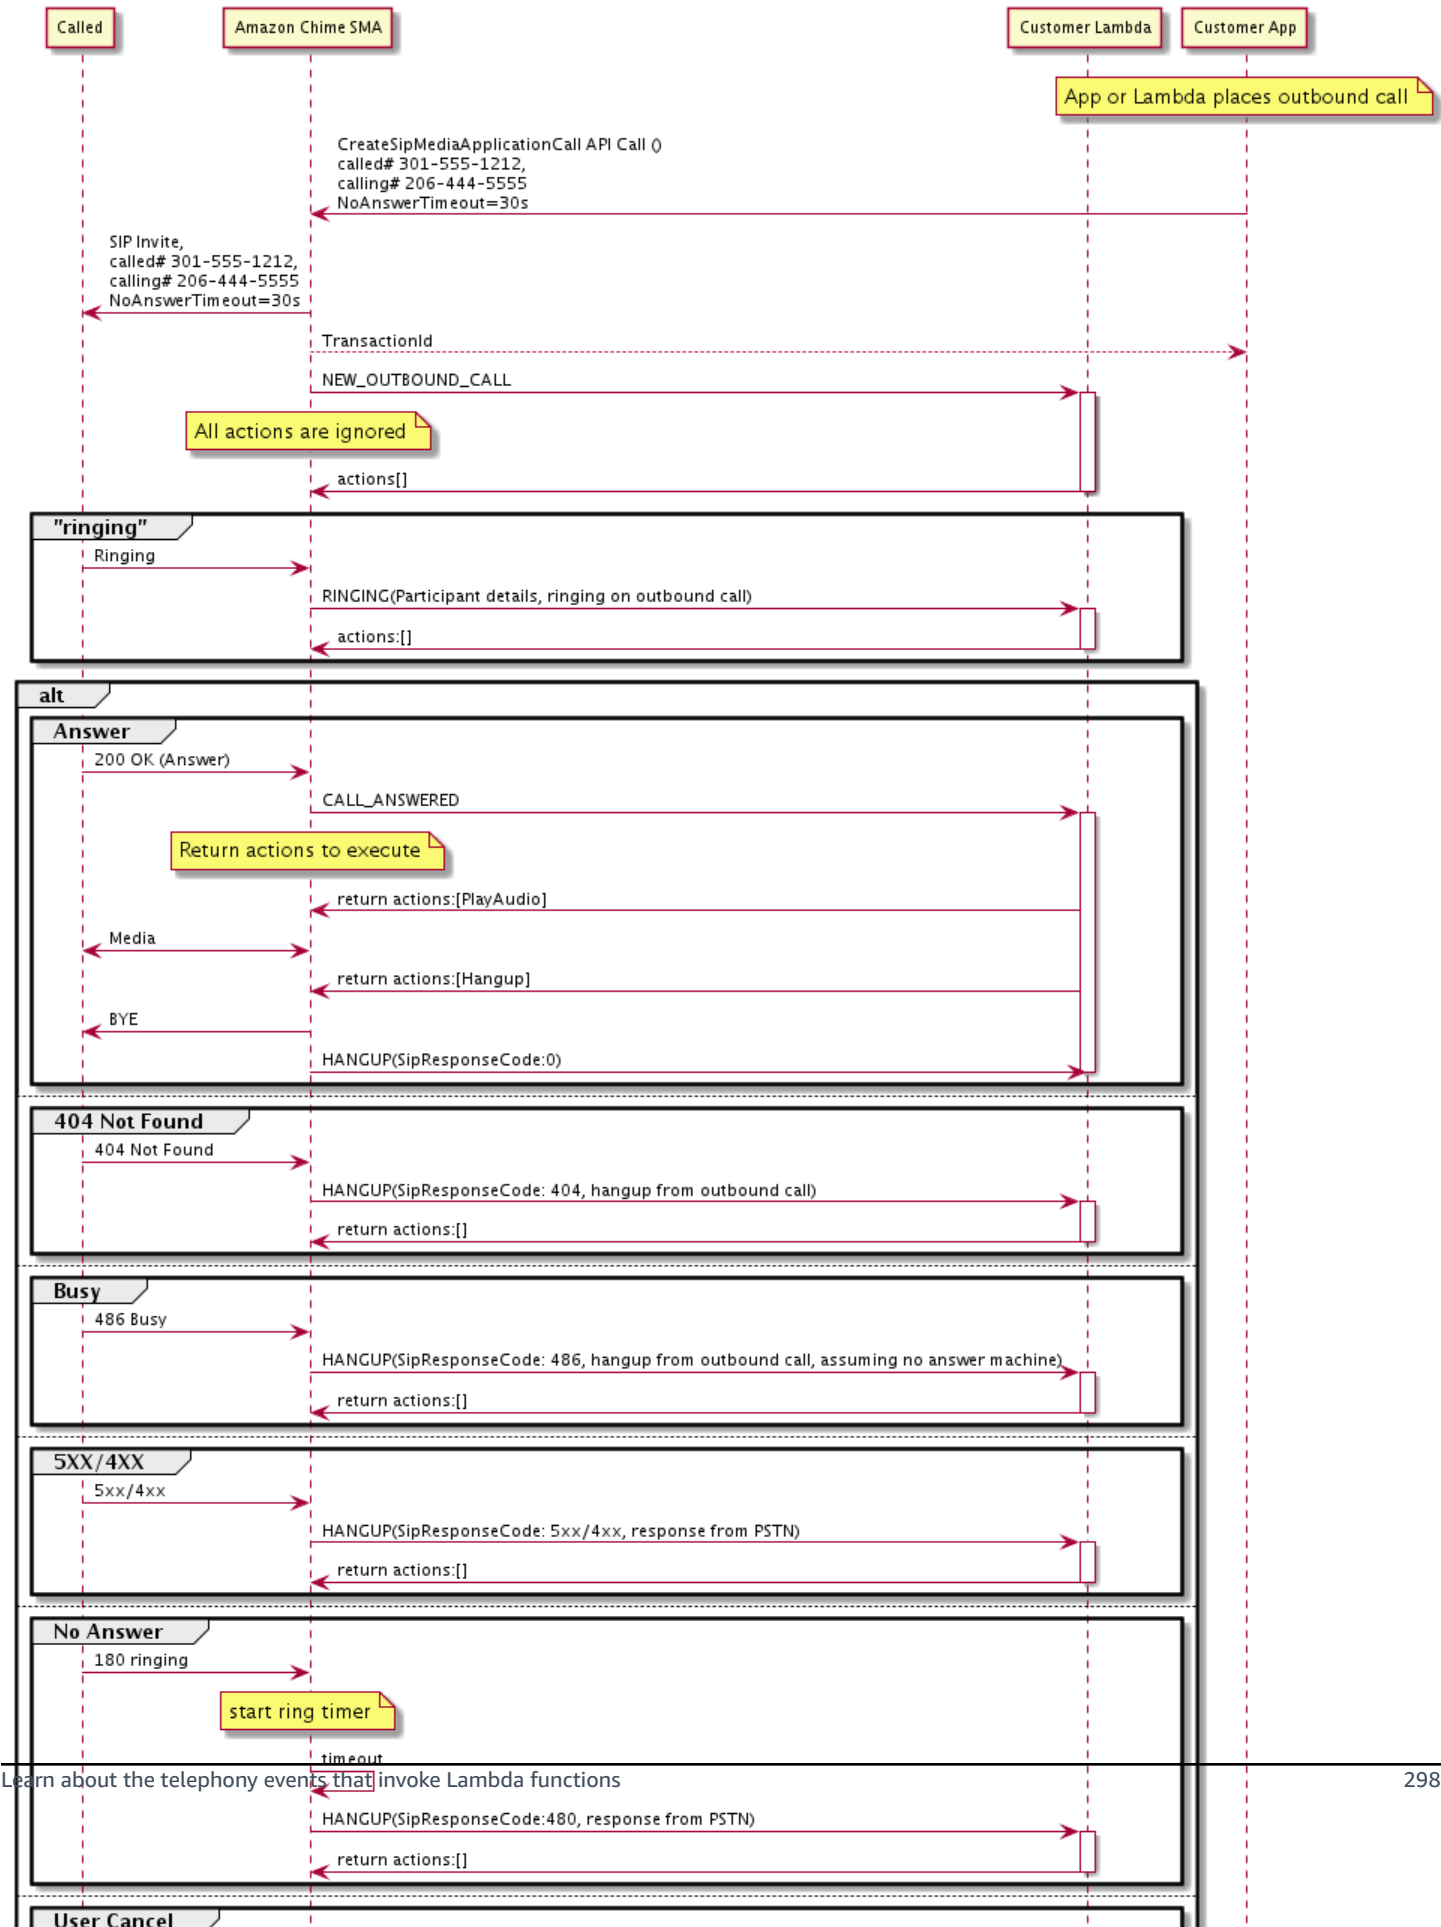 Called
Amazon Chime SMA
Customer Lambda
Customer App
App or Lambda places outbound call
CreateSipMediaApplicationCall API Call ()
called# 301-555-1212,
calling# 206-444-5555
NoAnswerTimeout=30s
SIP Invite,
called# 301-555-1212,
calling# 206-444-5555
NoAnswerTimeout=30s
TransactionId
NEW_OUTBOUND_CALL
All actions are ignored
actions[]
"ringing"
Ringing
RINGING(Participant details, ringing on outbound call)
actions:[]
alt
Answer
200 OK (Answer)
CALL_ANSWERED
Return actions to execute
return actions:[PlayAudio]
Media
return actions:[Hangup]
BYE
HANGUP(SipResponseCode:0)
404 Not Found
404 Not Found
HANGUP(SipResponseCode: 404, hangup from outbound call)
return actions:[]
Busy
486 Busy
HANGUP(SipResponseCode: 486, hangup from outbound call, assuming no answer machine)
return actions:[]
5XX/4XX
5xx/4xx
HANGUP(SipResponseCode: 5xx/4xx, response from PSTN)
return actions:[]
No Answer
180 ringing
start ring timer
timeout
Learn about the telephony events that invoke Lambda functions
298
HANGUP(SipResponseCode:480, response from PSTN)
return actions:[]
User Cancel